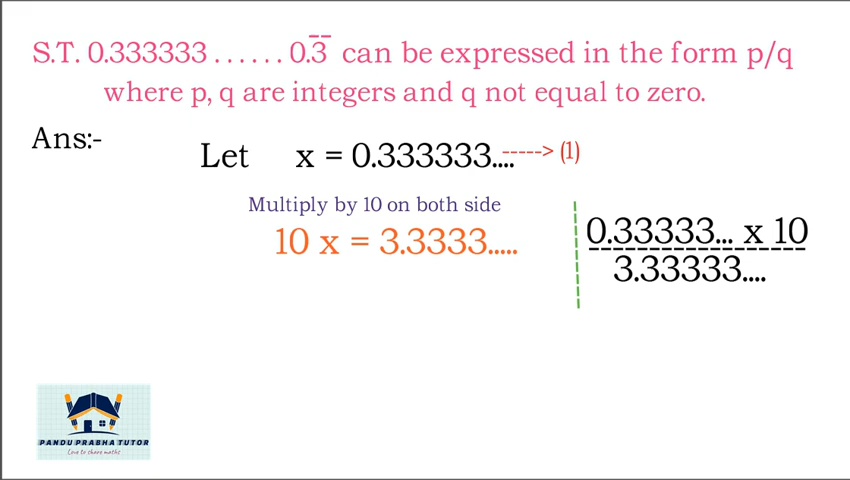 S.T. 0.333333 ...... 0.3̅ can be expressed in the form p/q
where p, q are integers and q not equal to zero.
Ans:-
Let x = 0.333333....-----> (1)
Multiply by 10 on both side
10 x = 3.3333.....
0.33333... x 10
3.33333....
PANDU PRABHA TUTOR
Love to share maths